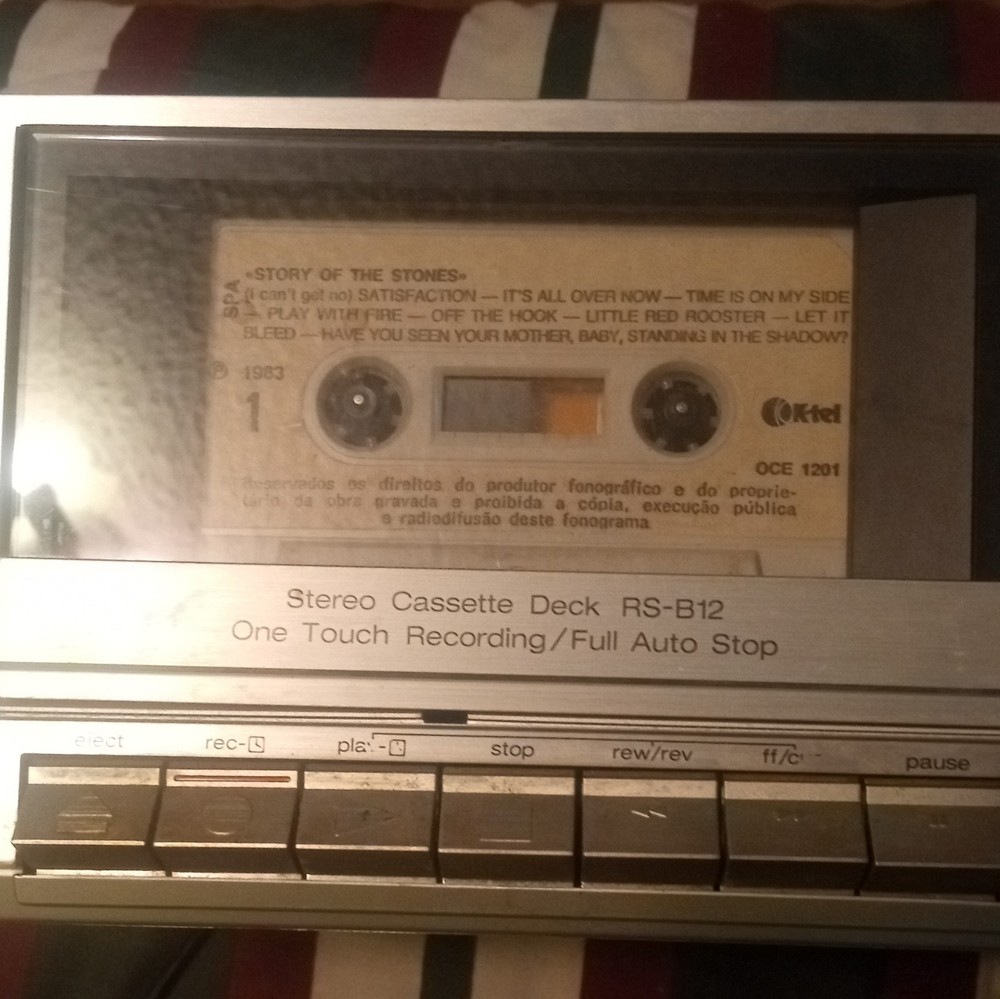 «STORY OF THE STONES»
SPA
(I can't get no) SATISFACTION — IT'S ALL OVER NOW — TIME IS ON MY SIDE
— PLAY WITH FIRE — OFF THE HOOK — LITTLE RED ROOSTER — LET IT
BLEED — HAVE YOU SEEN YOUR MOTHER, BABY, STANDING IN THE SHADOW?
℗ 1983
1
K-tel
OCE 1201
Reservados os direitos do produtor fonográfico e do proprie-
tário da obra gravada e proibida a cópia, execução pública
e radiodifusão deste fonograma
Stereo Cassette Deck RS-B12
One Touch Recording/Full Auto Stop
eject rec- play- stop rew/rev ff/c pause